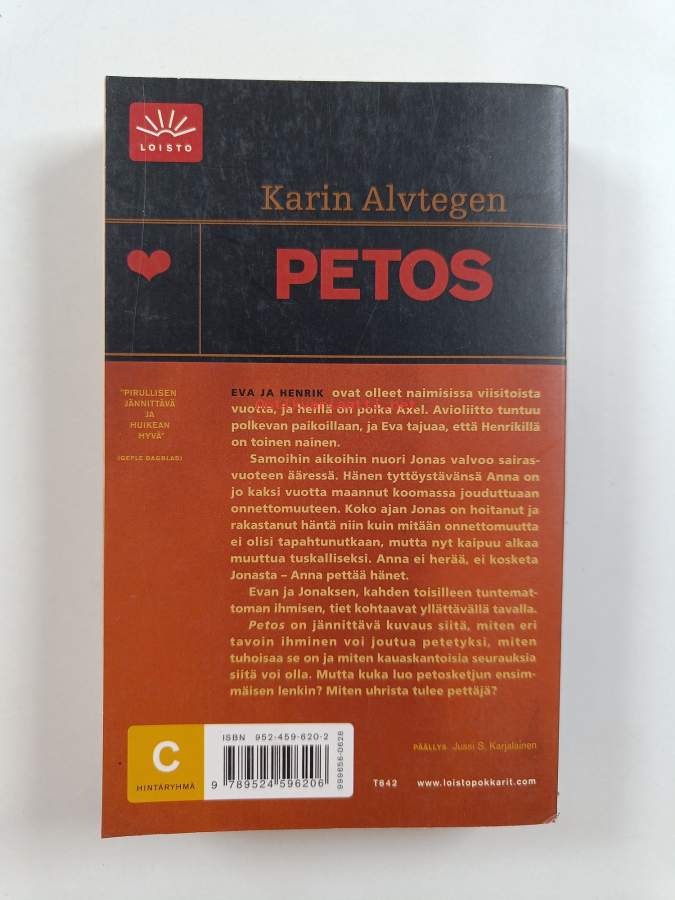 LOISTO
Karin Alvtegen
PETOS
"PIRULLISEN
JÄNNITTÄVÄ
JA
HUIKEAN
HYVÄ"
(GEFLE DAGBLAD)
EVA JA HENRIK ovat olleet naimisissa viisitoista
vuotta, ja heillä on poika Axel. Avioliitto tuntuu
polkevan paikoillaan, ja Eva tajuaa, että Henrikillä
on toinen nainen.
Samoihin aikoihin nuori Jonas valvoo sairas-
vuoteen ääressä. Hänen tyttöystävänsä Anna on
jo kaksi vuotta maannut koomassa jouduttuaan
onnettomuuteen. Koko ajan Jonas on hoitanut ja
rakastanut häntä niin kuin mitään onnettomuutta
ei olisi tapahtunutkaan, mutta nyt kaipuu alkaa
muuttua tuskalliseksi. Anna ei herää, ei kosketa
Jonasta – Anna pettää hänet.
Evan ja Jonaksen, kahden toisilleen tuntemat-
toman ihmisen, tiet kohtaavat yllättävällä tavalla.
Petos on jännittävä kuvaus siitä, miten eri
tavoin ihminen voi joutua petetyksi, miten
tuhoisaa se on ja miten kauaskantoisia seurauksia
siitä voi olla. Mutta kuka luo petosketjun ensim-
mäisen lenkin? Miten uhrista tulee pettäjä?
PÄÄLLYS Jussi S. Karjalainen
C
HINTARYHMÄ
ISBN 952-459-620-2
9 789524 596206
999656-0628
T842 www.loistopokkarit.com